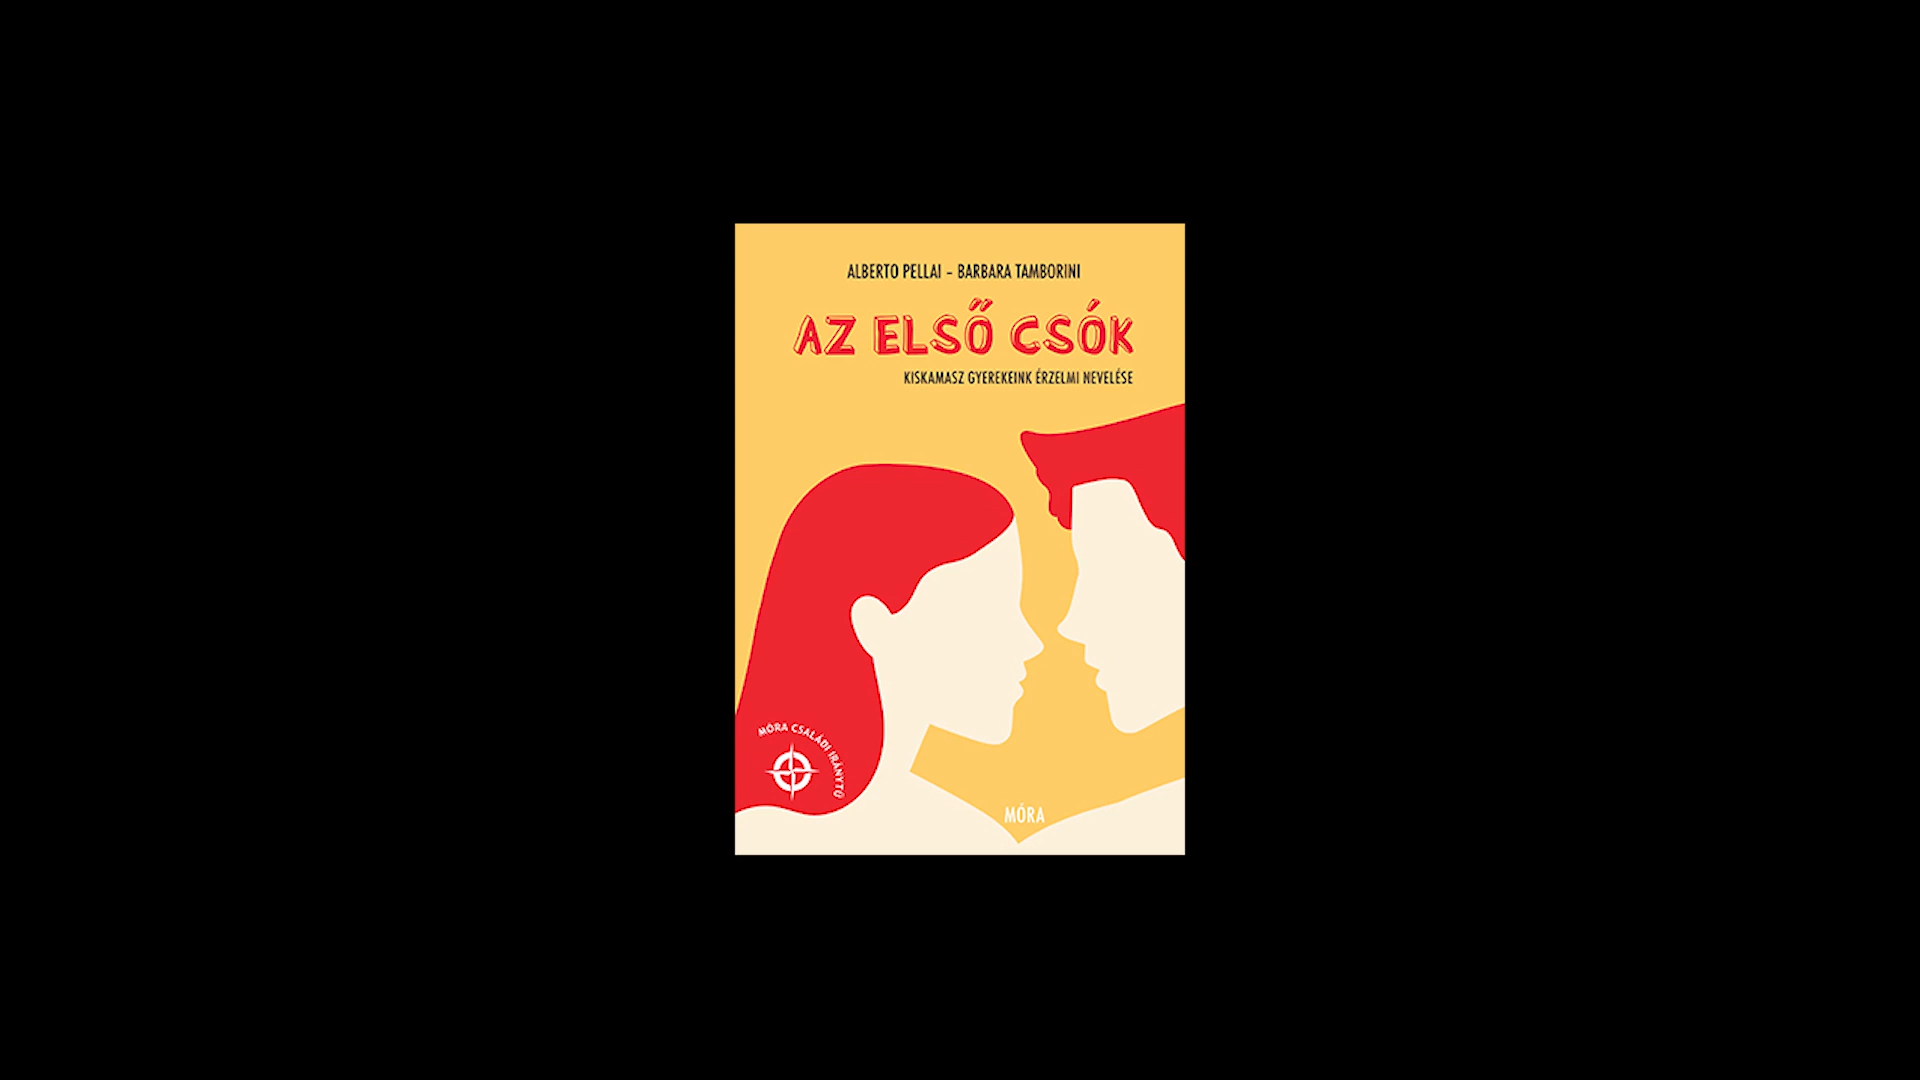 ALBERTO PELLAI – BARBARA TAMBORINI
AZ ELSŐ CSÓK
KISKAMASZ GYEREKEINK ÉRZELMI NEVELÉSE
MÓRA CSALÁDI IRÁNYTŰ
MÓRA